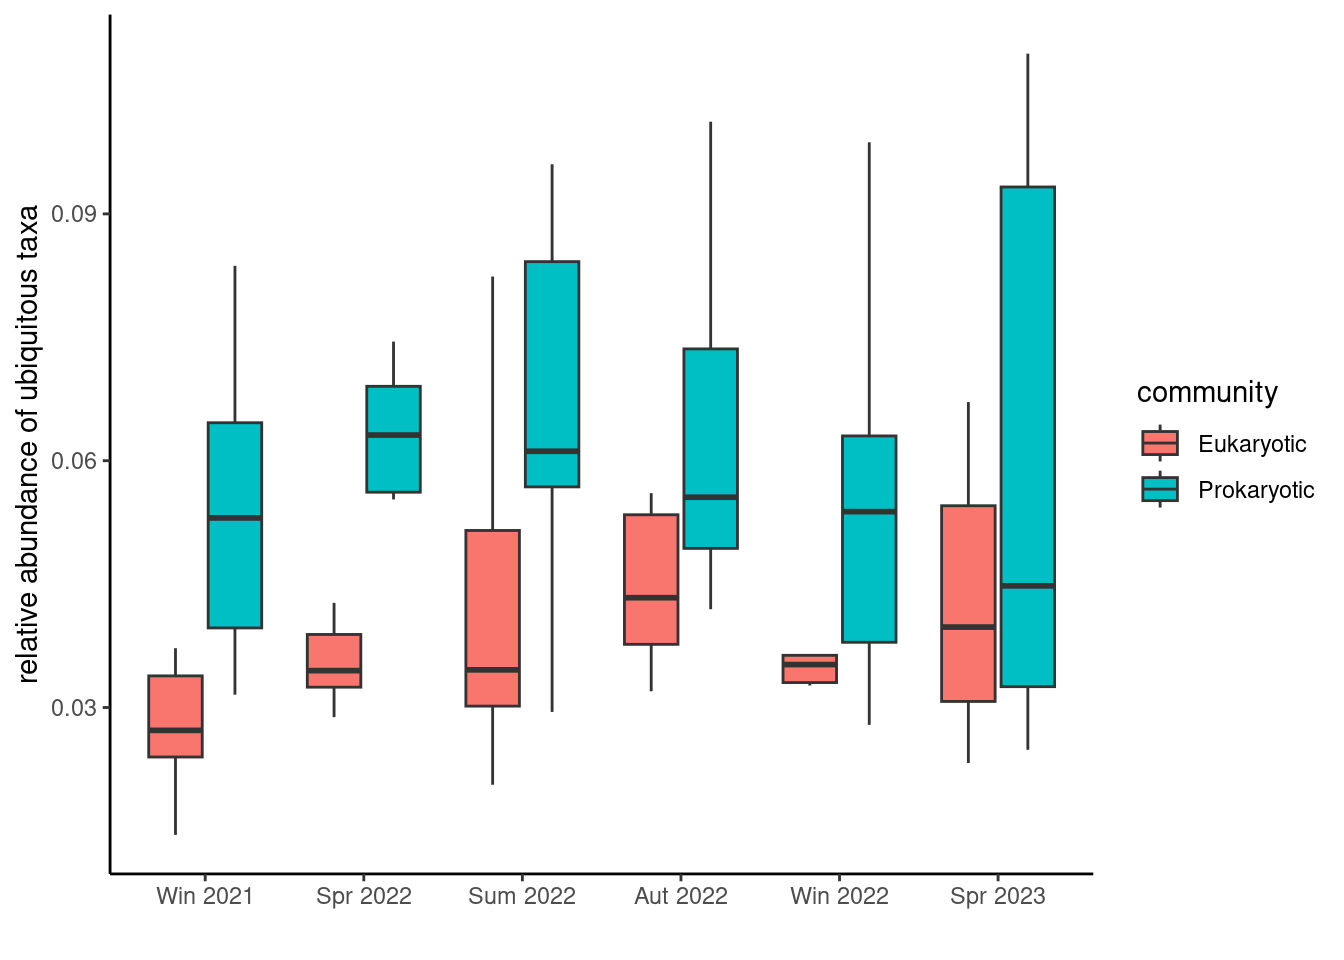 relative abundance of ubiquitous taxa
0.09
0.06
0.03
Win 2021
Spr 2022
Sum 2022
Aut 2022
Win 2022
Spr 2023
community
Eukaryotic
Prokaryotic